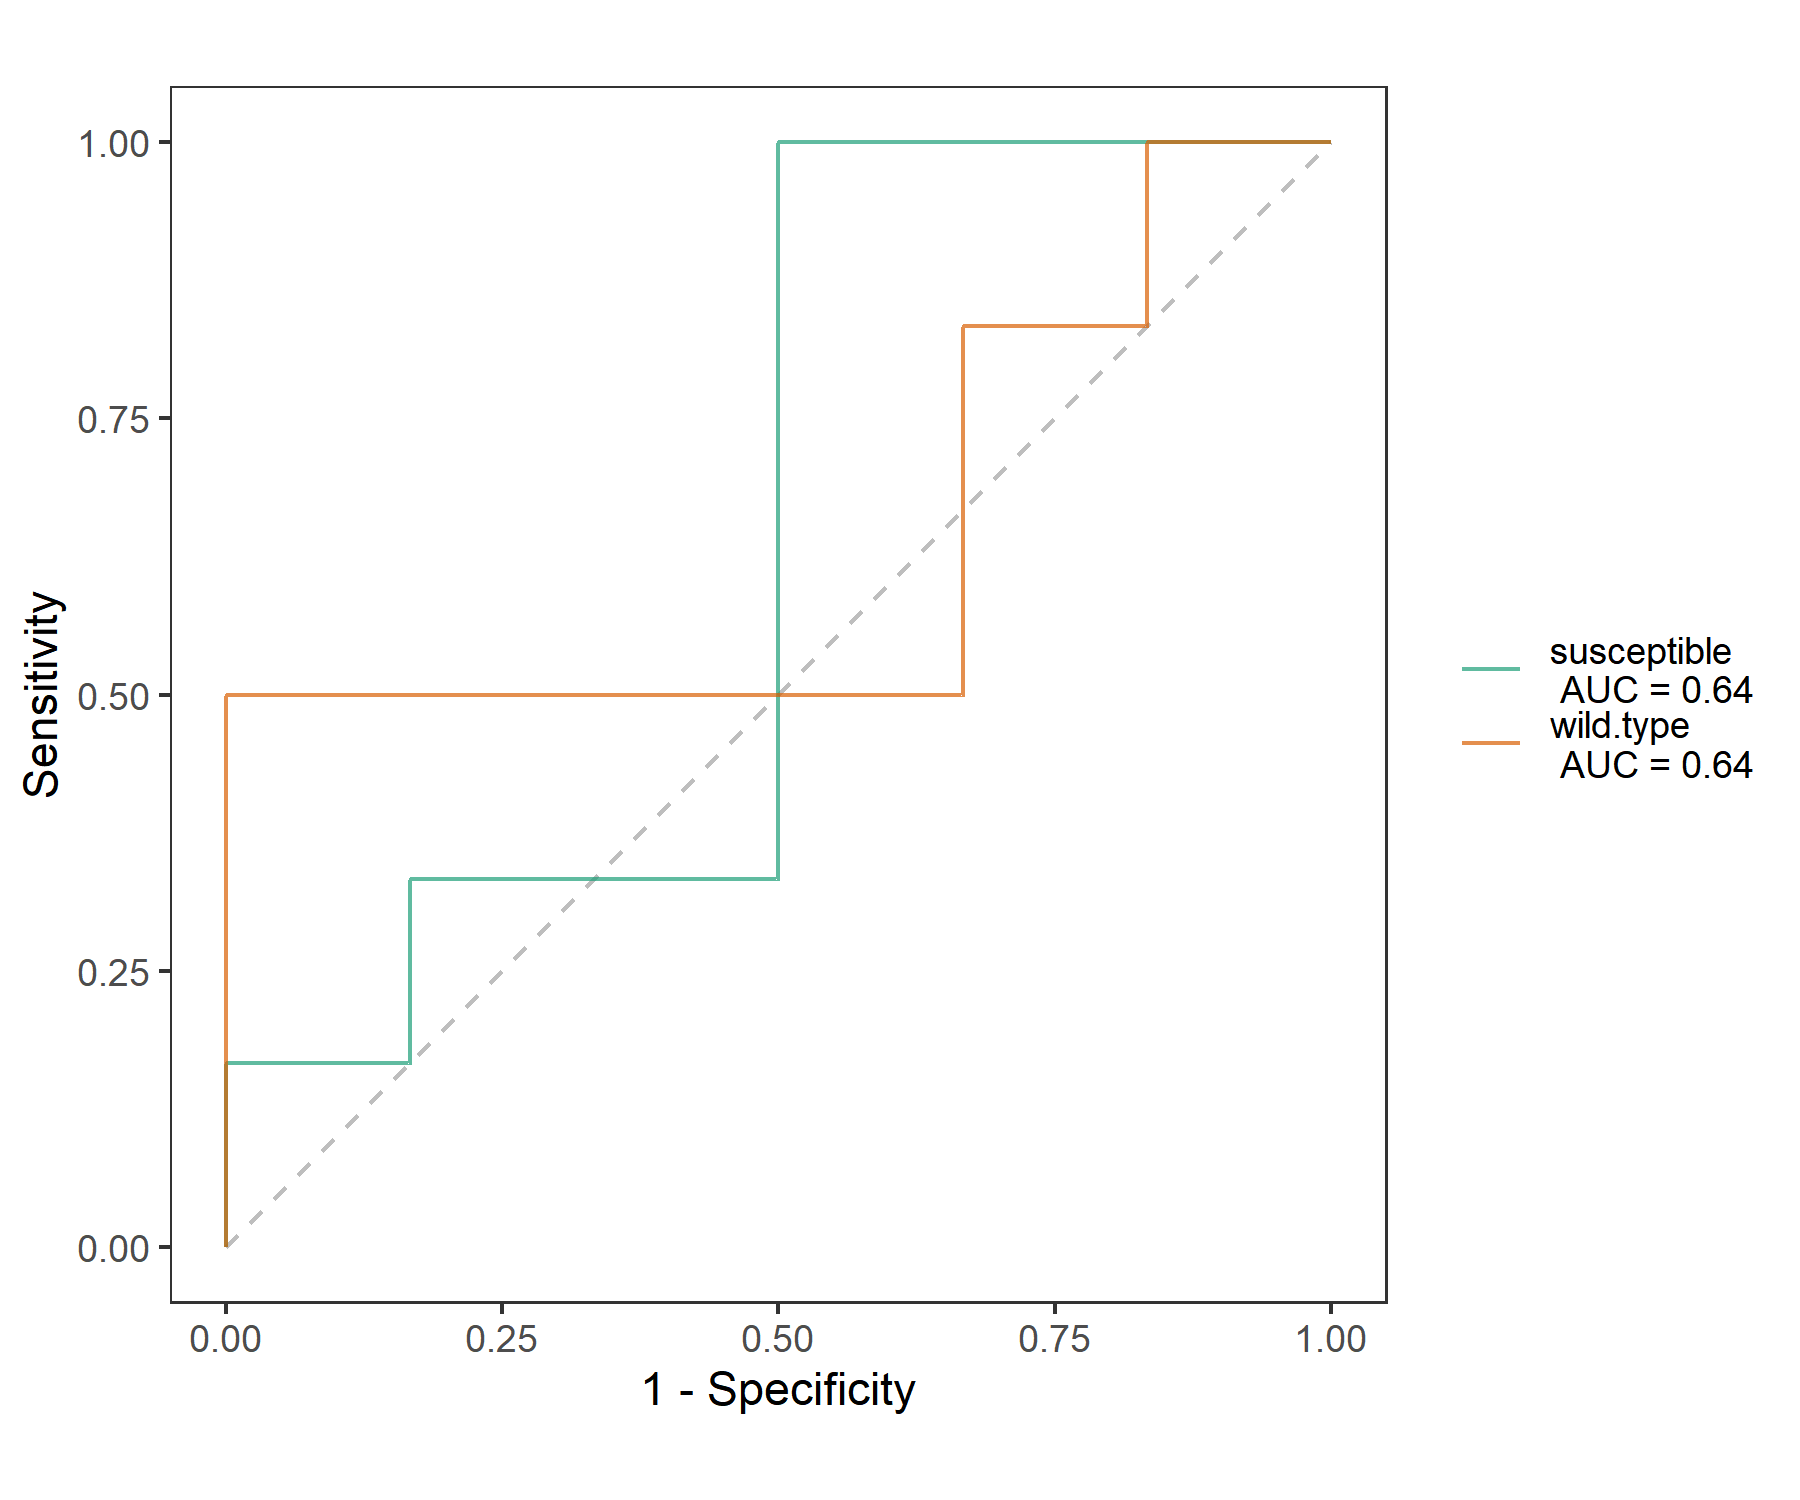 1.00
0.75
0.50
0.25
0.00
Sensitivity
0.00 0.25 0.50 0.75 1.00
1 - Specificity
susceptible
AUC = 0.64
wild.type
AUC = 0.64